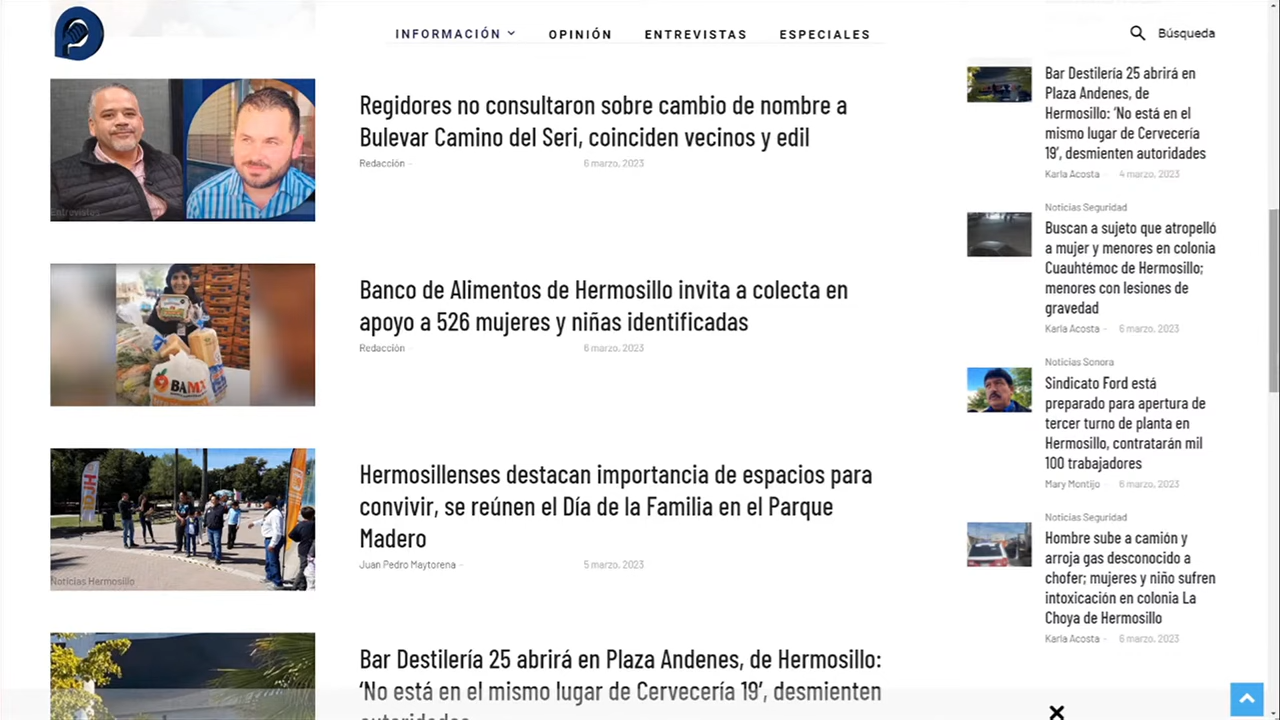 INFORMACIÓN
OPINIÓN
ENTREVISTAS
ESPECIALES
Búsqueda
Regidores no consultaron sobre cambio de nombre a
Bulevar Camino del Seri, coinciden vecinos y edil
Redacción -
6 marzo, 2023
Entrevistas
Banco de Alimentos de Hermosillo invita a colecta en
apoyo a 526 mujeres y niñas identificadas
Redacción -
6 marzo, 2023
BAMX
Hermosillenses destacan importancia de espacios para
convivir, se reúnen el Día de la Familia en el Parque
Madero
Juan Pedro Maytorena -
5 marzo, 2023
Noticias Hermosillo
Bar Destilería 25 abrirá en Plaza Andenes, de Hermosillo:
‘No está en el mismo lugar de Cervecería 19’, desmienten
autoridades
Bar Destilería 25 abrirá en
Plaza Andenes, de
Hermosillo: ‘No está en el
mismo lugar de Cervecería
19’, desmienten autoridades
Karla Acosta -
4 marzo, 2023
Noticias Seguridad
Buscan a sujeto que atropelló
a mujer y menores en colonia
Cuauhtémoc de Hermosillo;
menores con lesiones de
gravedad
Karla Acosta -
6 marzo, 2023
Noticias Sonora
Sindicato Ford está
preparado para apertura de
tercer turno de planta en
Hermosillo, contratarán mil
100 trabajadores
Mary Montijo -
6 marzo, 2023
Noticias Seguridad
Hombre sube a camión y
arroja gas desconocido a
chofer; mujeres y niño sufren
intoxicación en colonia La
Choya de Hermosillo
Karla Acosta -
6 marzo, 2023